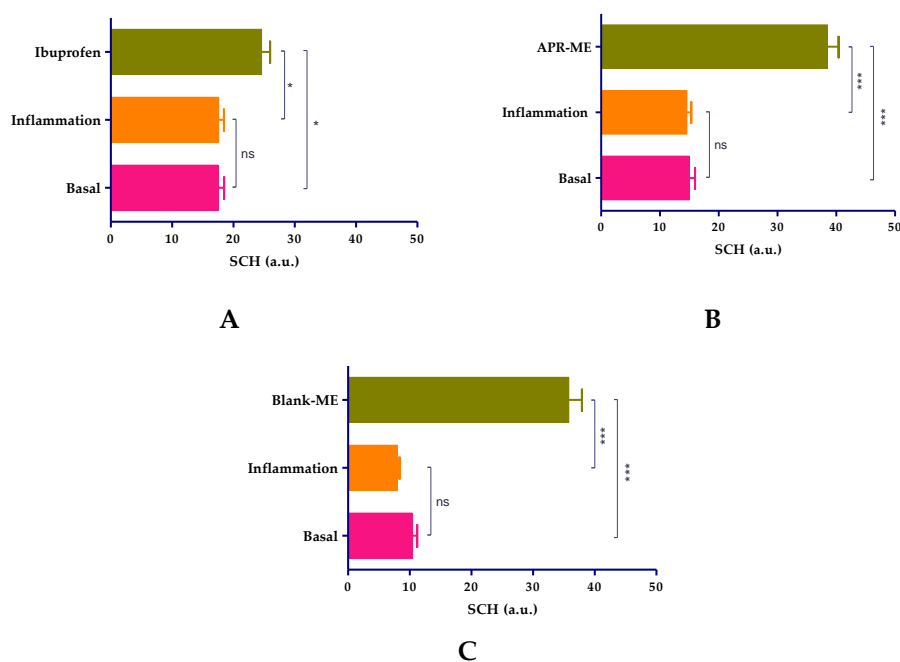 A
Ibuprofen
Inflammation
Basal
*
*
ns
0 10 20 30 40 50
SCH (a.u.)
A
B
APR-ME
Inflammation
Basal
***
***
ns
0 10 20 30 40 50
SCH (a.u.)
B
Blank-ME
Inflammation
Basal
***
***
ns
0 10 20 30 40 50
SCH (a.u.)
C